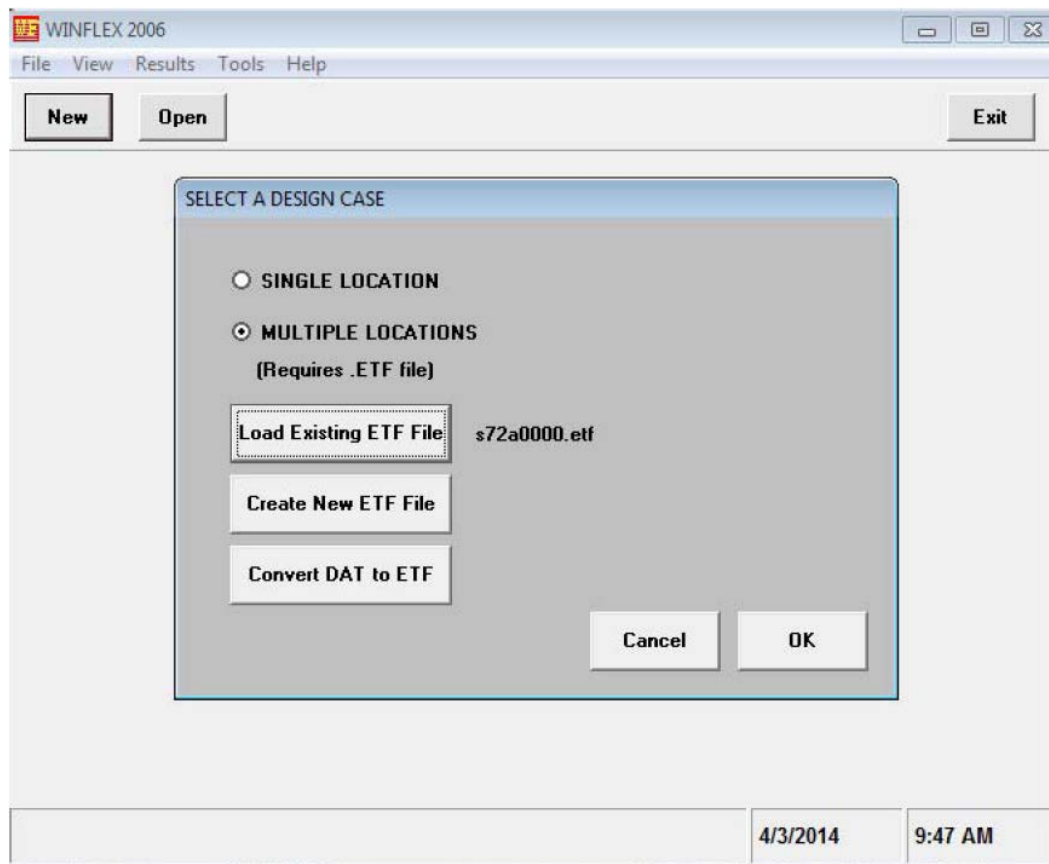 WINFLEX 2006
File View Results Tools Help
New Open Exit
SELECT A DESIGN CASE
SINGLE LOCATION
MULTIPLE LOCATIONS
(Requires .ETF file)
Load Existing ETF File s72a0000.etf
Create New ETF File
Convert DAT to ETF
Cancel OK
4/3/2014 9:47 AM